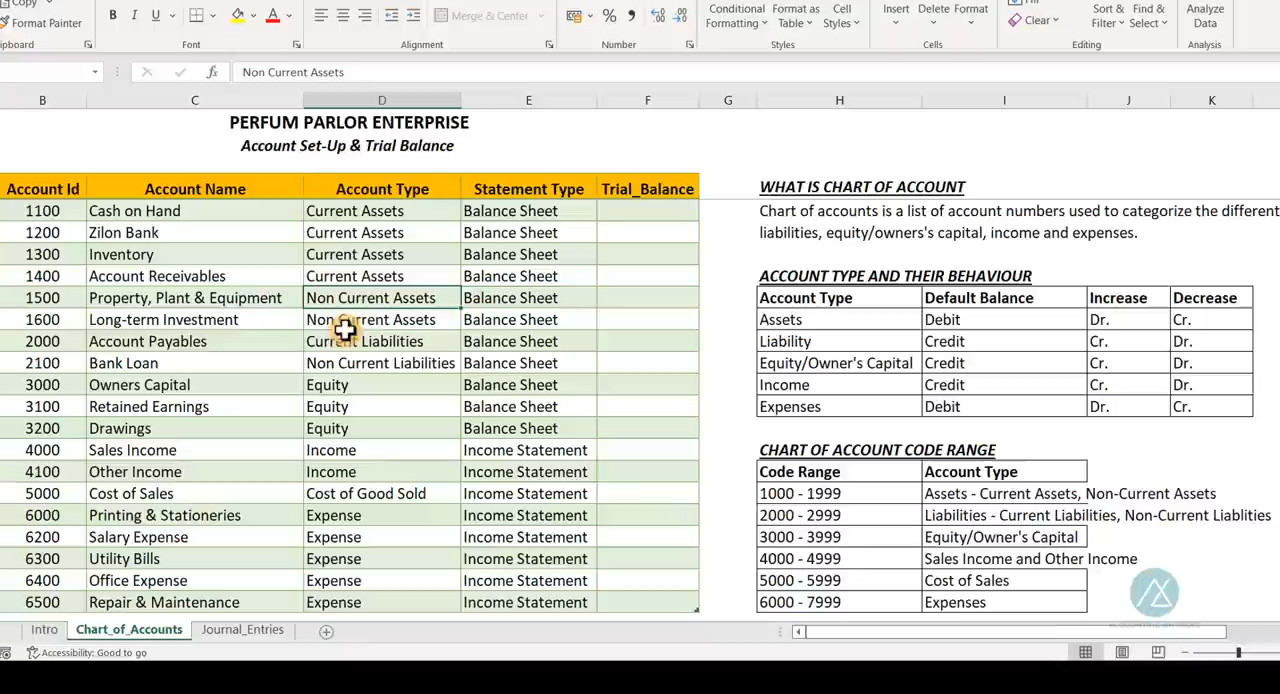 Copy
Format Painter
B I U
A
Merge & Center
%
Conditional Formatting
Format as Table
Cell Styles
Insert
Delete
Format
Clear
Sort & Filter
Find & Select
Analyze Data
Font
Alignment
Number
Styles
Cells
Editing
Analysis
fx Non Current Assets
B C D E F G H I J K
PERFUM PARLOR ENTERPRISE
Account Set-Up & Trial Balance
Account Id Account Name Account Type Statement Type Trial_Balance
1100 Cash on Hand Current Assets Balance Sheet
1200 Zilon Bank Current Assets Balance Sheet
1300 Inventory Current Assets Balance Sheet
1400 Account Receivables Current Assets Balance Sheet
1500 Property, Plant & Equipment Non Current Assets Balance Sheet
1600 Long-term Investment Non Current Assets Balance Sheet
2000 Account Payables Current Liabilities Balance Sheet
2100 Bank Loan Non Current Liabilities Balance Sheet
3000 Owners Capital Equity Balance Sheet
3100 Retained Earnings Equity Balance Sheet
3200 Drawings Equity Balance Sheet
4000 Sales Income Income Income Statement
4100 Other Income Income Income Statement
5000 Cost of Sales Cost of Good Sold Income Statement
6000 Printing & Stationeries Expense Income Statement
6200 Salary Expense Expense Income Statement
6300 Utility Bills Expense Income Statement
6400 Office Expense Expense Income Statement
6500 Repair & Maintenance Expense Income Statement
WHAT IS CHART OF ACCOUNT
Chart of accounts is a list of account numbers used to categorize the different
liabilities, equity/owners's capital, income and expenses.
ACCOUNT TYPE AND THEIR BEHAVIOUR
Account Type Default Balance Increase Decrease
Assets Debit Dr. Cr.
Liability Credit Cr. Dr.
Equity/Owner's Capital Credit Cr. Dr.
Income Credit Cr. Dr.
Expenses Debit Dr. Cr.
CHART OF ACCOUNT CODE RANGE
Code Range Account Type
1000 - 1999 Assets - Current Assets, Non-Current Assets
2000 - 2999 Liabilities - Current Liabilities, Non-Current Liablities
3000 - 3999 Equity/Owner's Capital
4000 - 4999 Sales Income and Other Income
5000 - 5999 Cost of Sales
6000 - 7999 Expenses
Intro Chart_of_Accounts Journal_Entries
Accessibility: Good to go